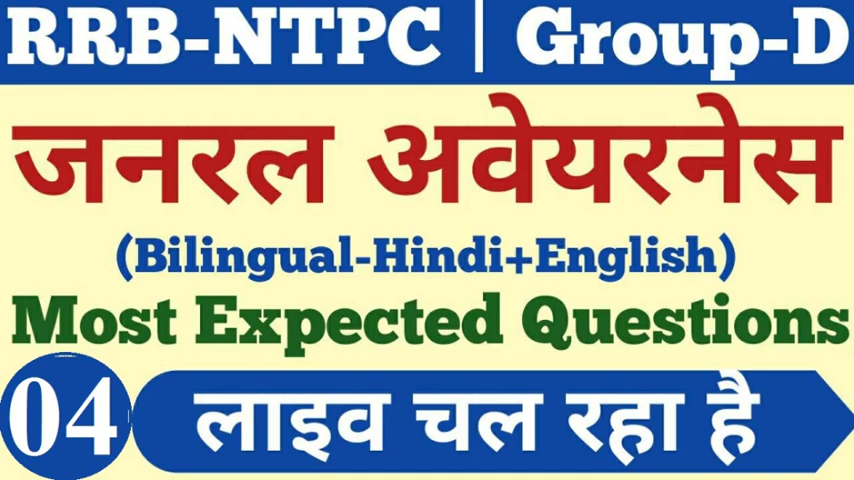 RRB-NTPC | Group-D
जनरल अवेयरनेस
(Bilingual-Hindi+English)
Most Expected Questions
04 लाइव चल रहा है